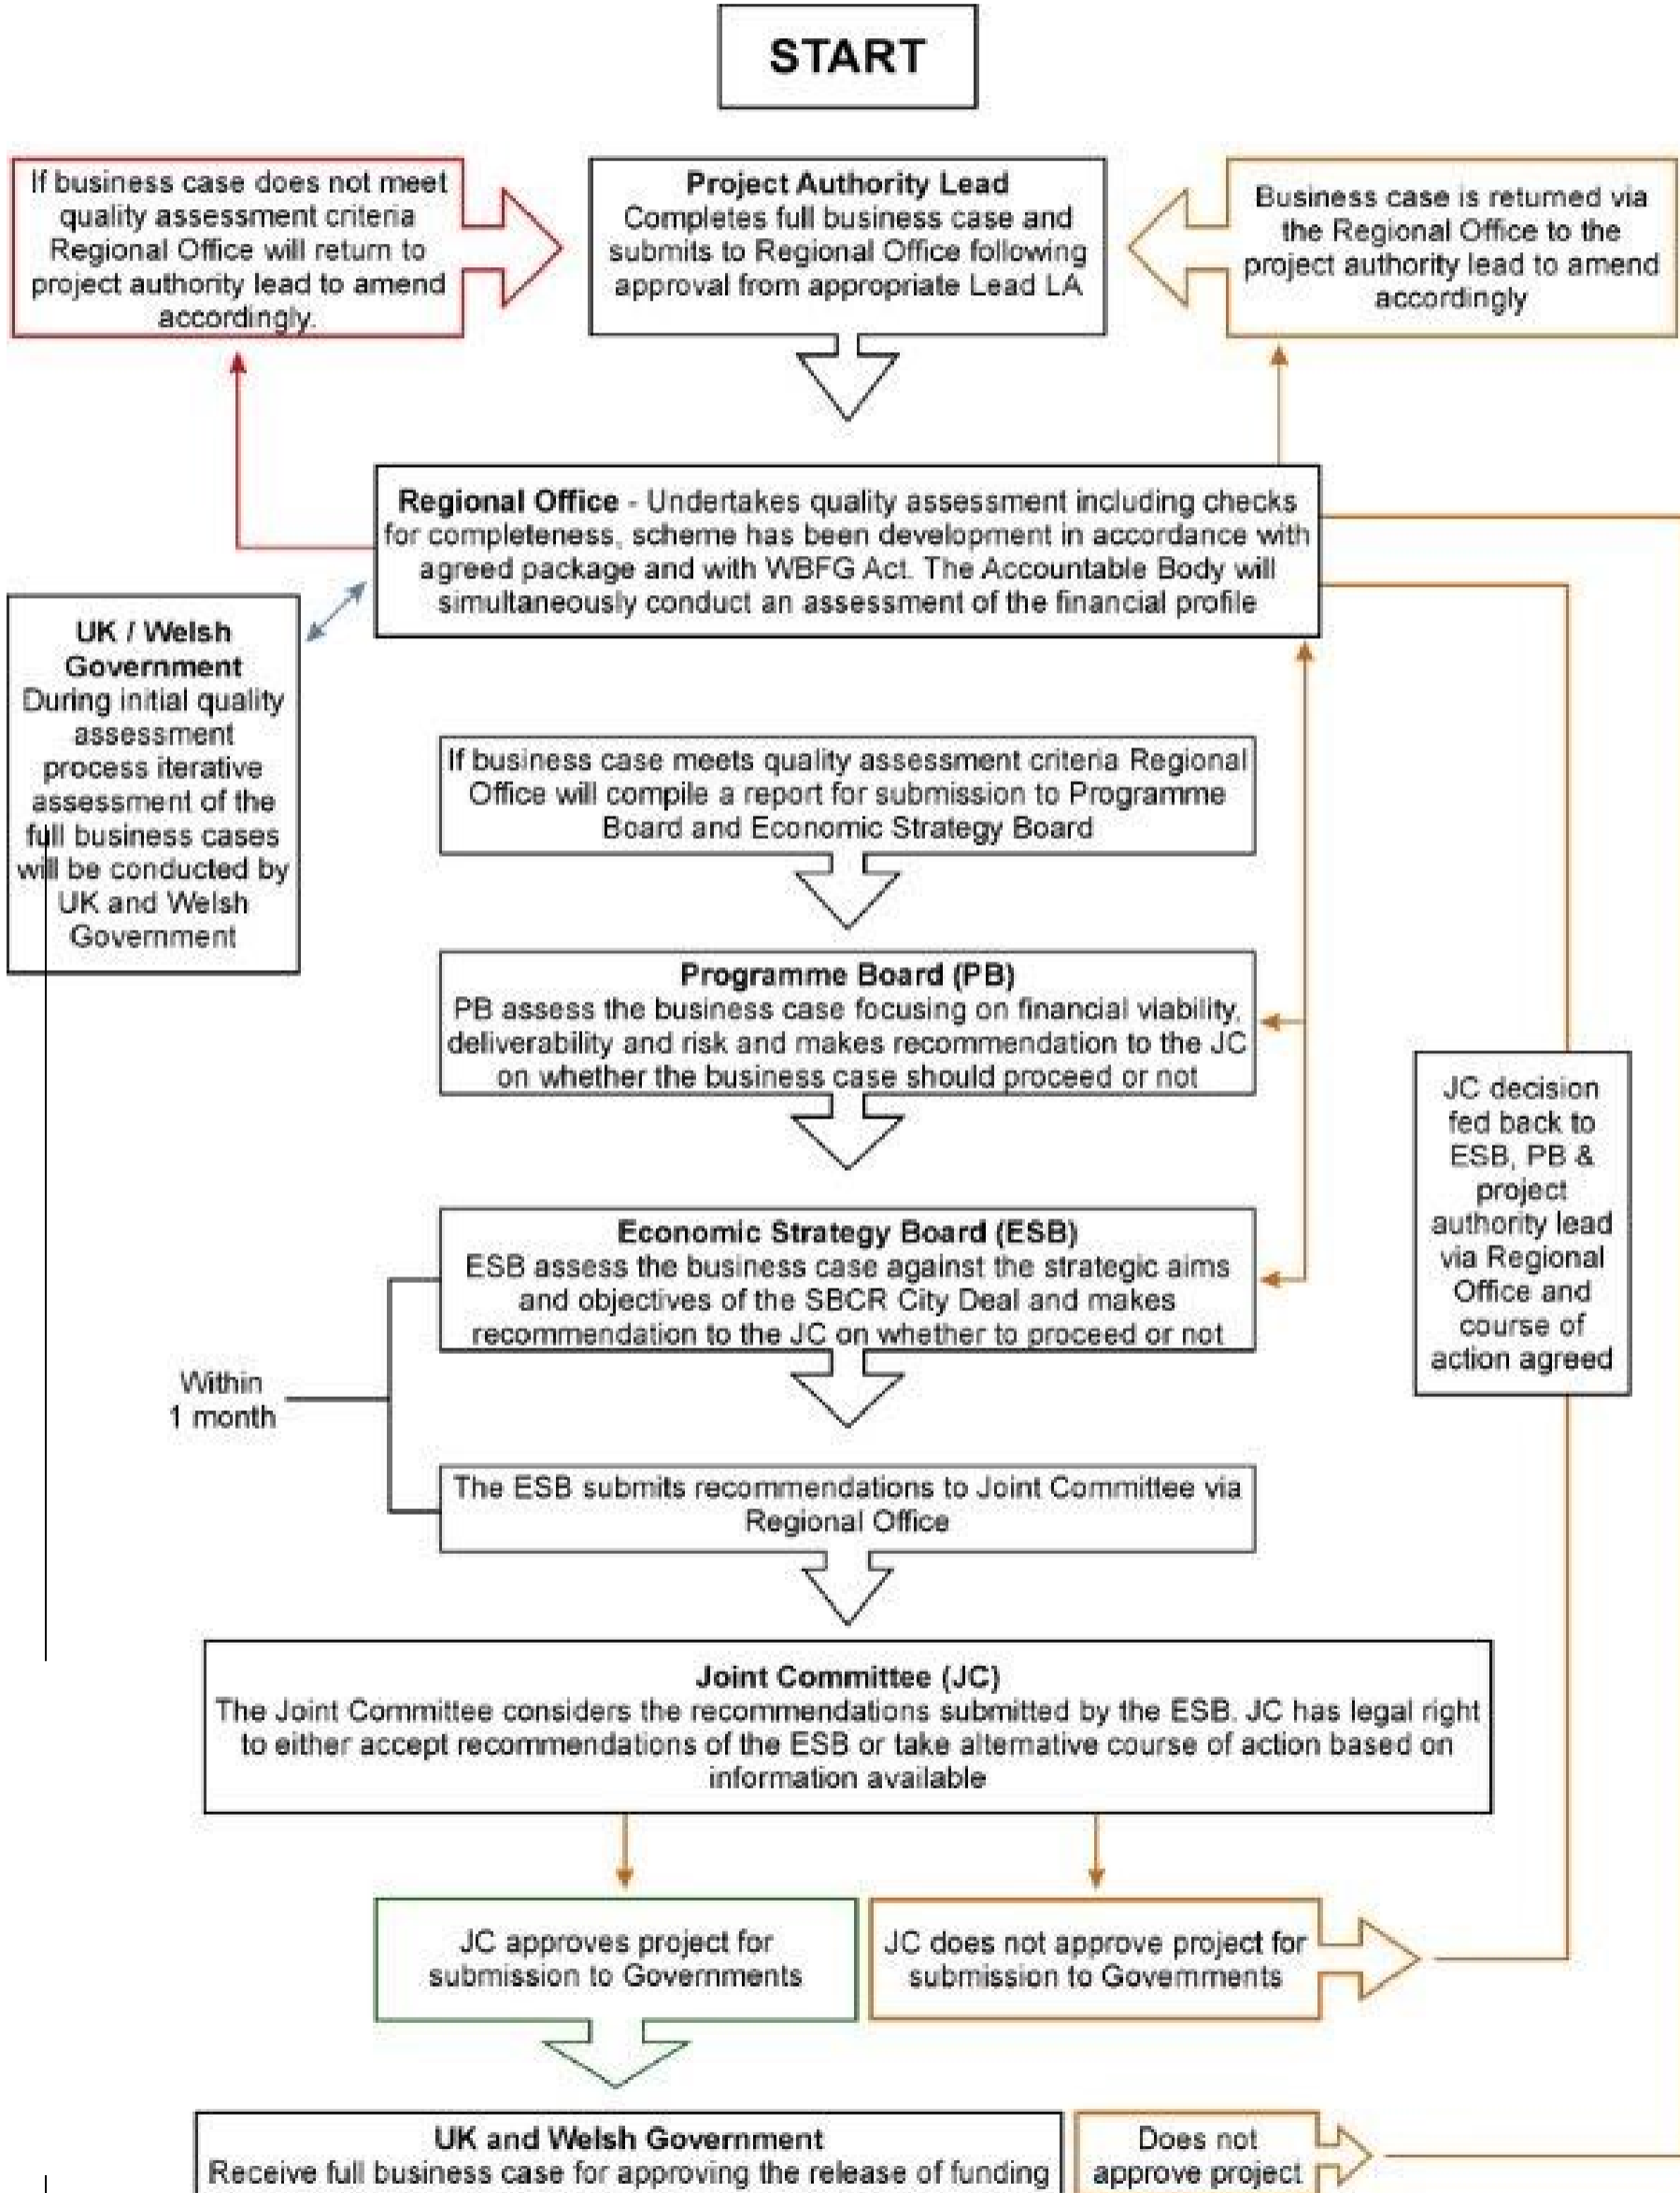 START
If business case does not meet
quality assessment criteria
Regional Office will return to
project authority lead to amend
accordingly.
Project Authority Lead
Completes full business case and
submits to Regional Office following
approval from appropriate Lead LA
Business case is returned via
the Regional Office to the
project authority lead to amend
accordingly
Regional Office - Undertakes quality assessment including checks
for completeness, scheme has been development in accordance with
agreed package and with WBFG Act. The Accountable Body will
simultaneously conduct an assessment of the financial profile
UK / Welsh
Government
During initial quality
assessment
process iterative
assessment of the
full business cases
will be conducted by
UK and Welsh
Government
If business case meets quality assessment criteria Regional
Office will compile a report for submission to Programme
Board and Economic Strategy Board
Programme Board (PB)
PB assess the business case focusing on financial viability,
deliverability and risk and makes recommendation to the JC
on whether the business case should proceed or not
JC decision
fed back to
ESB, PB &
project
authority lead
via Regional
Office and
course of
action agreed
Economic Strategy Board (ESB)
ESB assess the business case against the strategic aims
and objectives of the SBCR City Deal and makes
recommendation to the JC on whether to proceed or not
Within
1 month
The ESB submits recommendations to Joint Committee via
Regional Office
Joint Committee (JC)
The Joint Committee considers the recommendations submitted by the ESB. JC has legal right
to either accept recommendations of the ESB or take alternative course of action based on
information available
JC approves project for
submission to Governments
JC does not approve project for
submission to Governments
UK and Welsh Government
Receive full business case for approving the release of funding
Does not
approve project